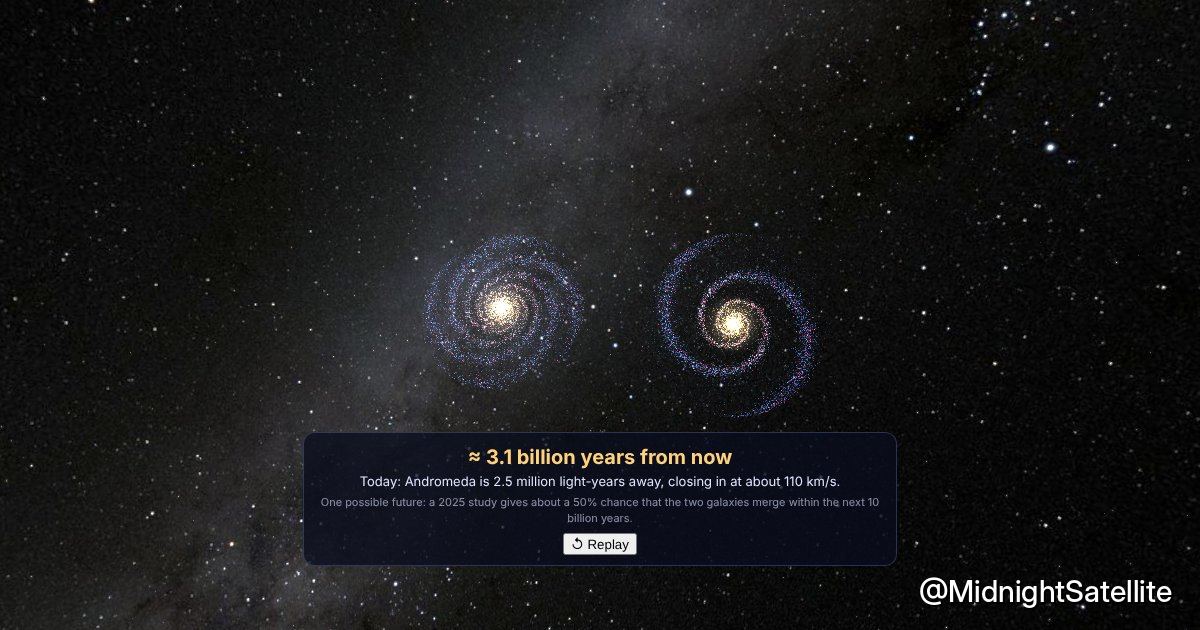 ≈ 3.1 billion years from now
Today: Andromeda is 2.5 million light-years away, closing in at about 110 km/s.
One possible future: a 2025 study gives about a 50% chance that the two galaxies merge within the next 10
billion years.
Replay
@MidnightSatellite